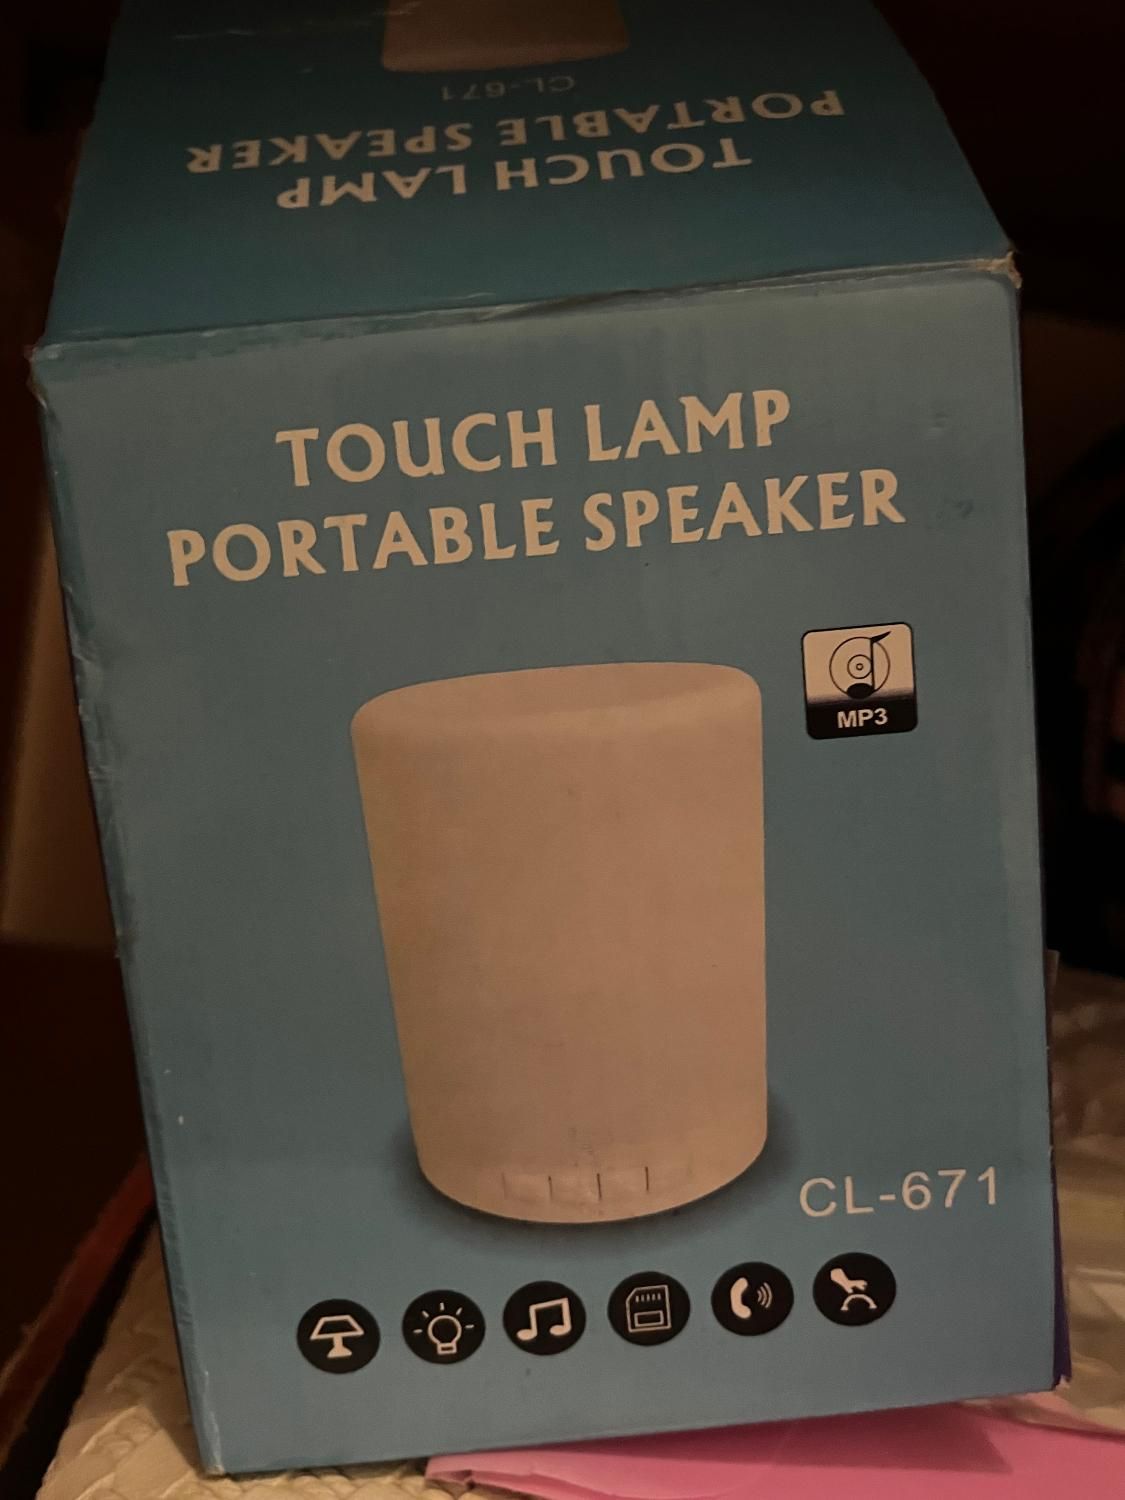 CL-671
PORTABLE SPEAKER
TOUCH LAMP
TOUCH LAMP
PORTABLE SPEAKER
MP3
CL-671